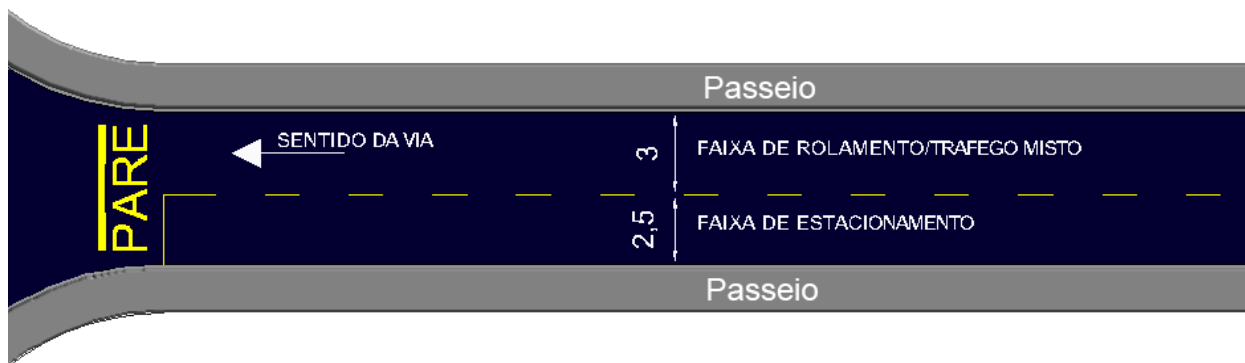 Passeio
PARE
SENTIDO DA VIA
3
FAIXA DE ROLAMENTO/TRAFEGO MISTO
2,5
FAIXA DE ESTACIONAMENTO
Passeio